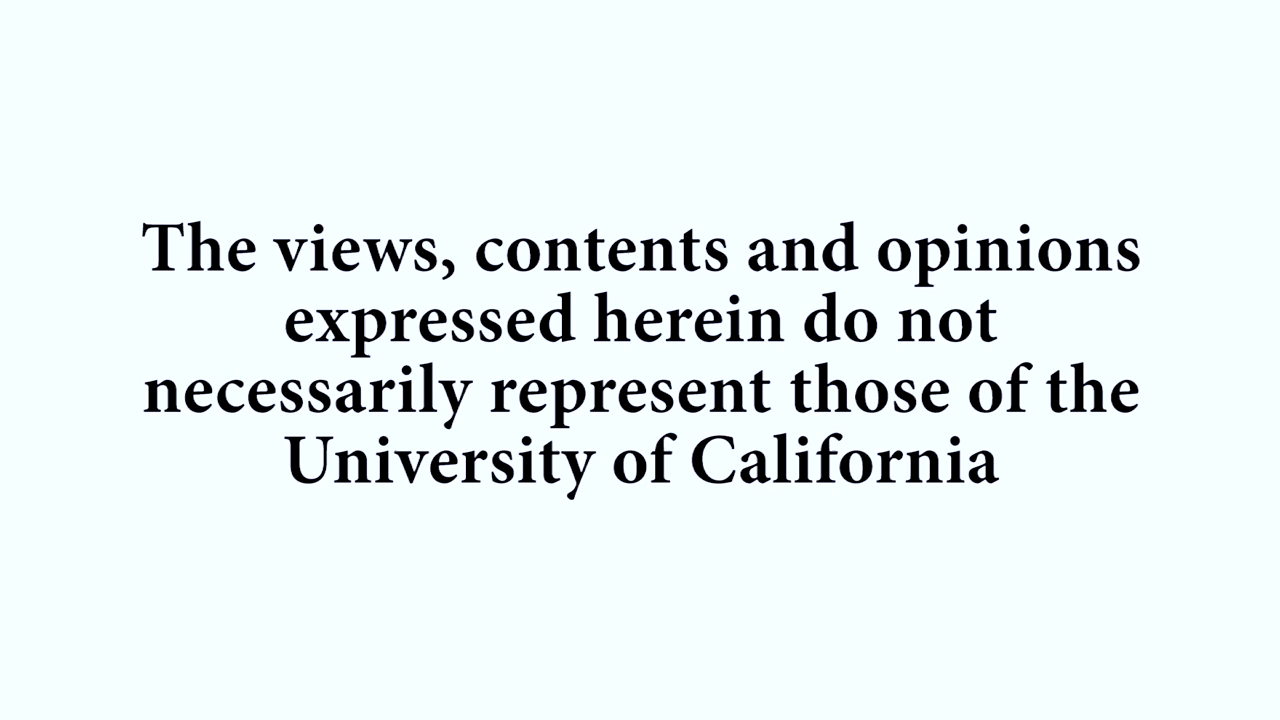 The views, contents and opinions
expressed herein do not
necessarily represent those of the
University of California